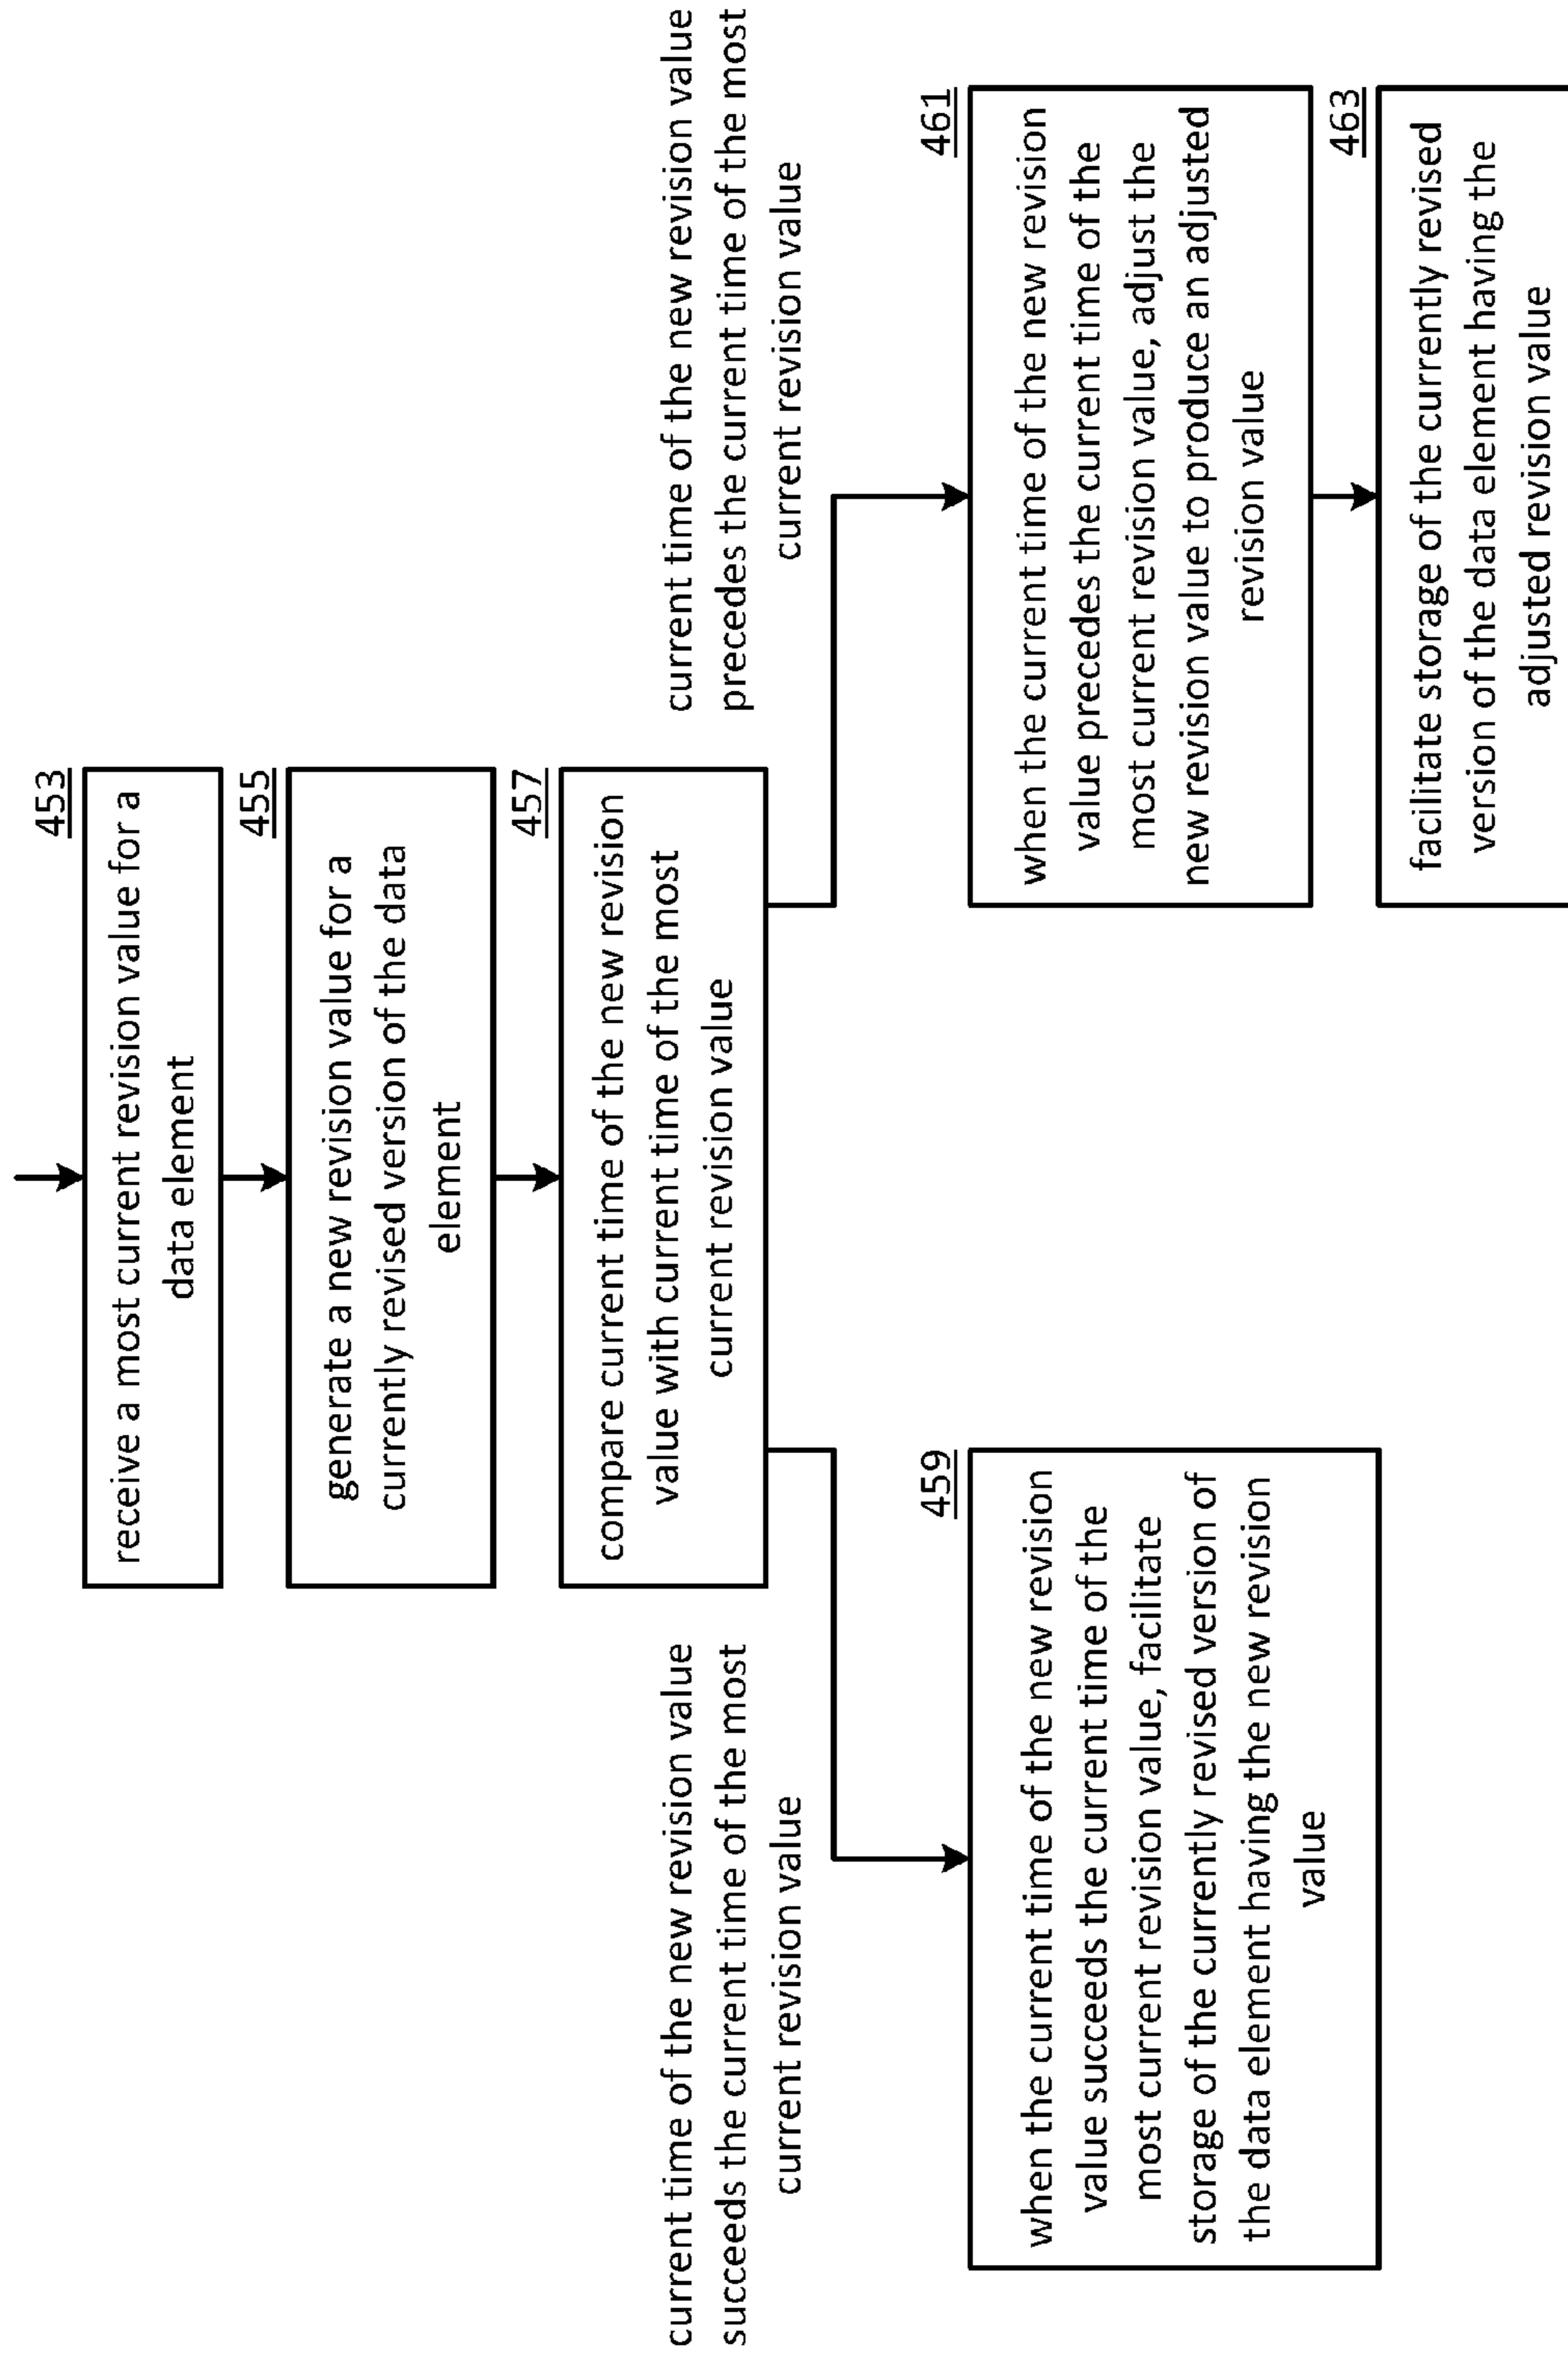 453
receive a most current revision value for a
data element
455
generate a new revision value for a
currently revised version of the data
element
457
compare current time of the new revision
value with current time of the most
current revision value
current time of the new revision value
succeeds the current time of the most
current revision value
current time of the new revision value
precedes the current time of the most
current revision value
459
when the current time of the new revision
value succeeds the current time of the
most current revision value, facilitate
storage of the currently revised version of
the data element having the new revision
value
461
when the current time of the new revision
value precedes the current time of the
most current revision value, adjust the
new revision value to produce an adjusted
revision value
463
facilitate storage of the currently revised
version of the data element having the
adjusted revision value